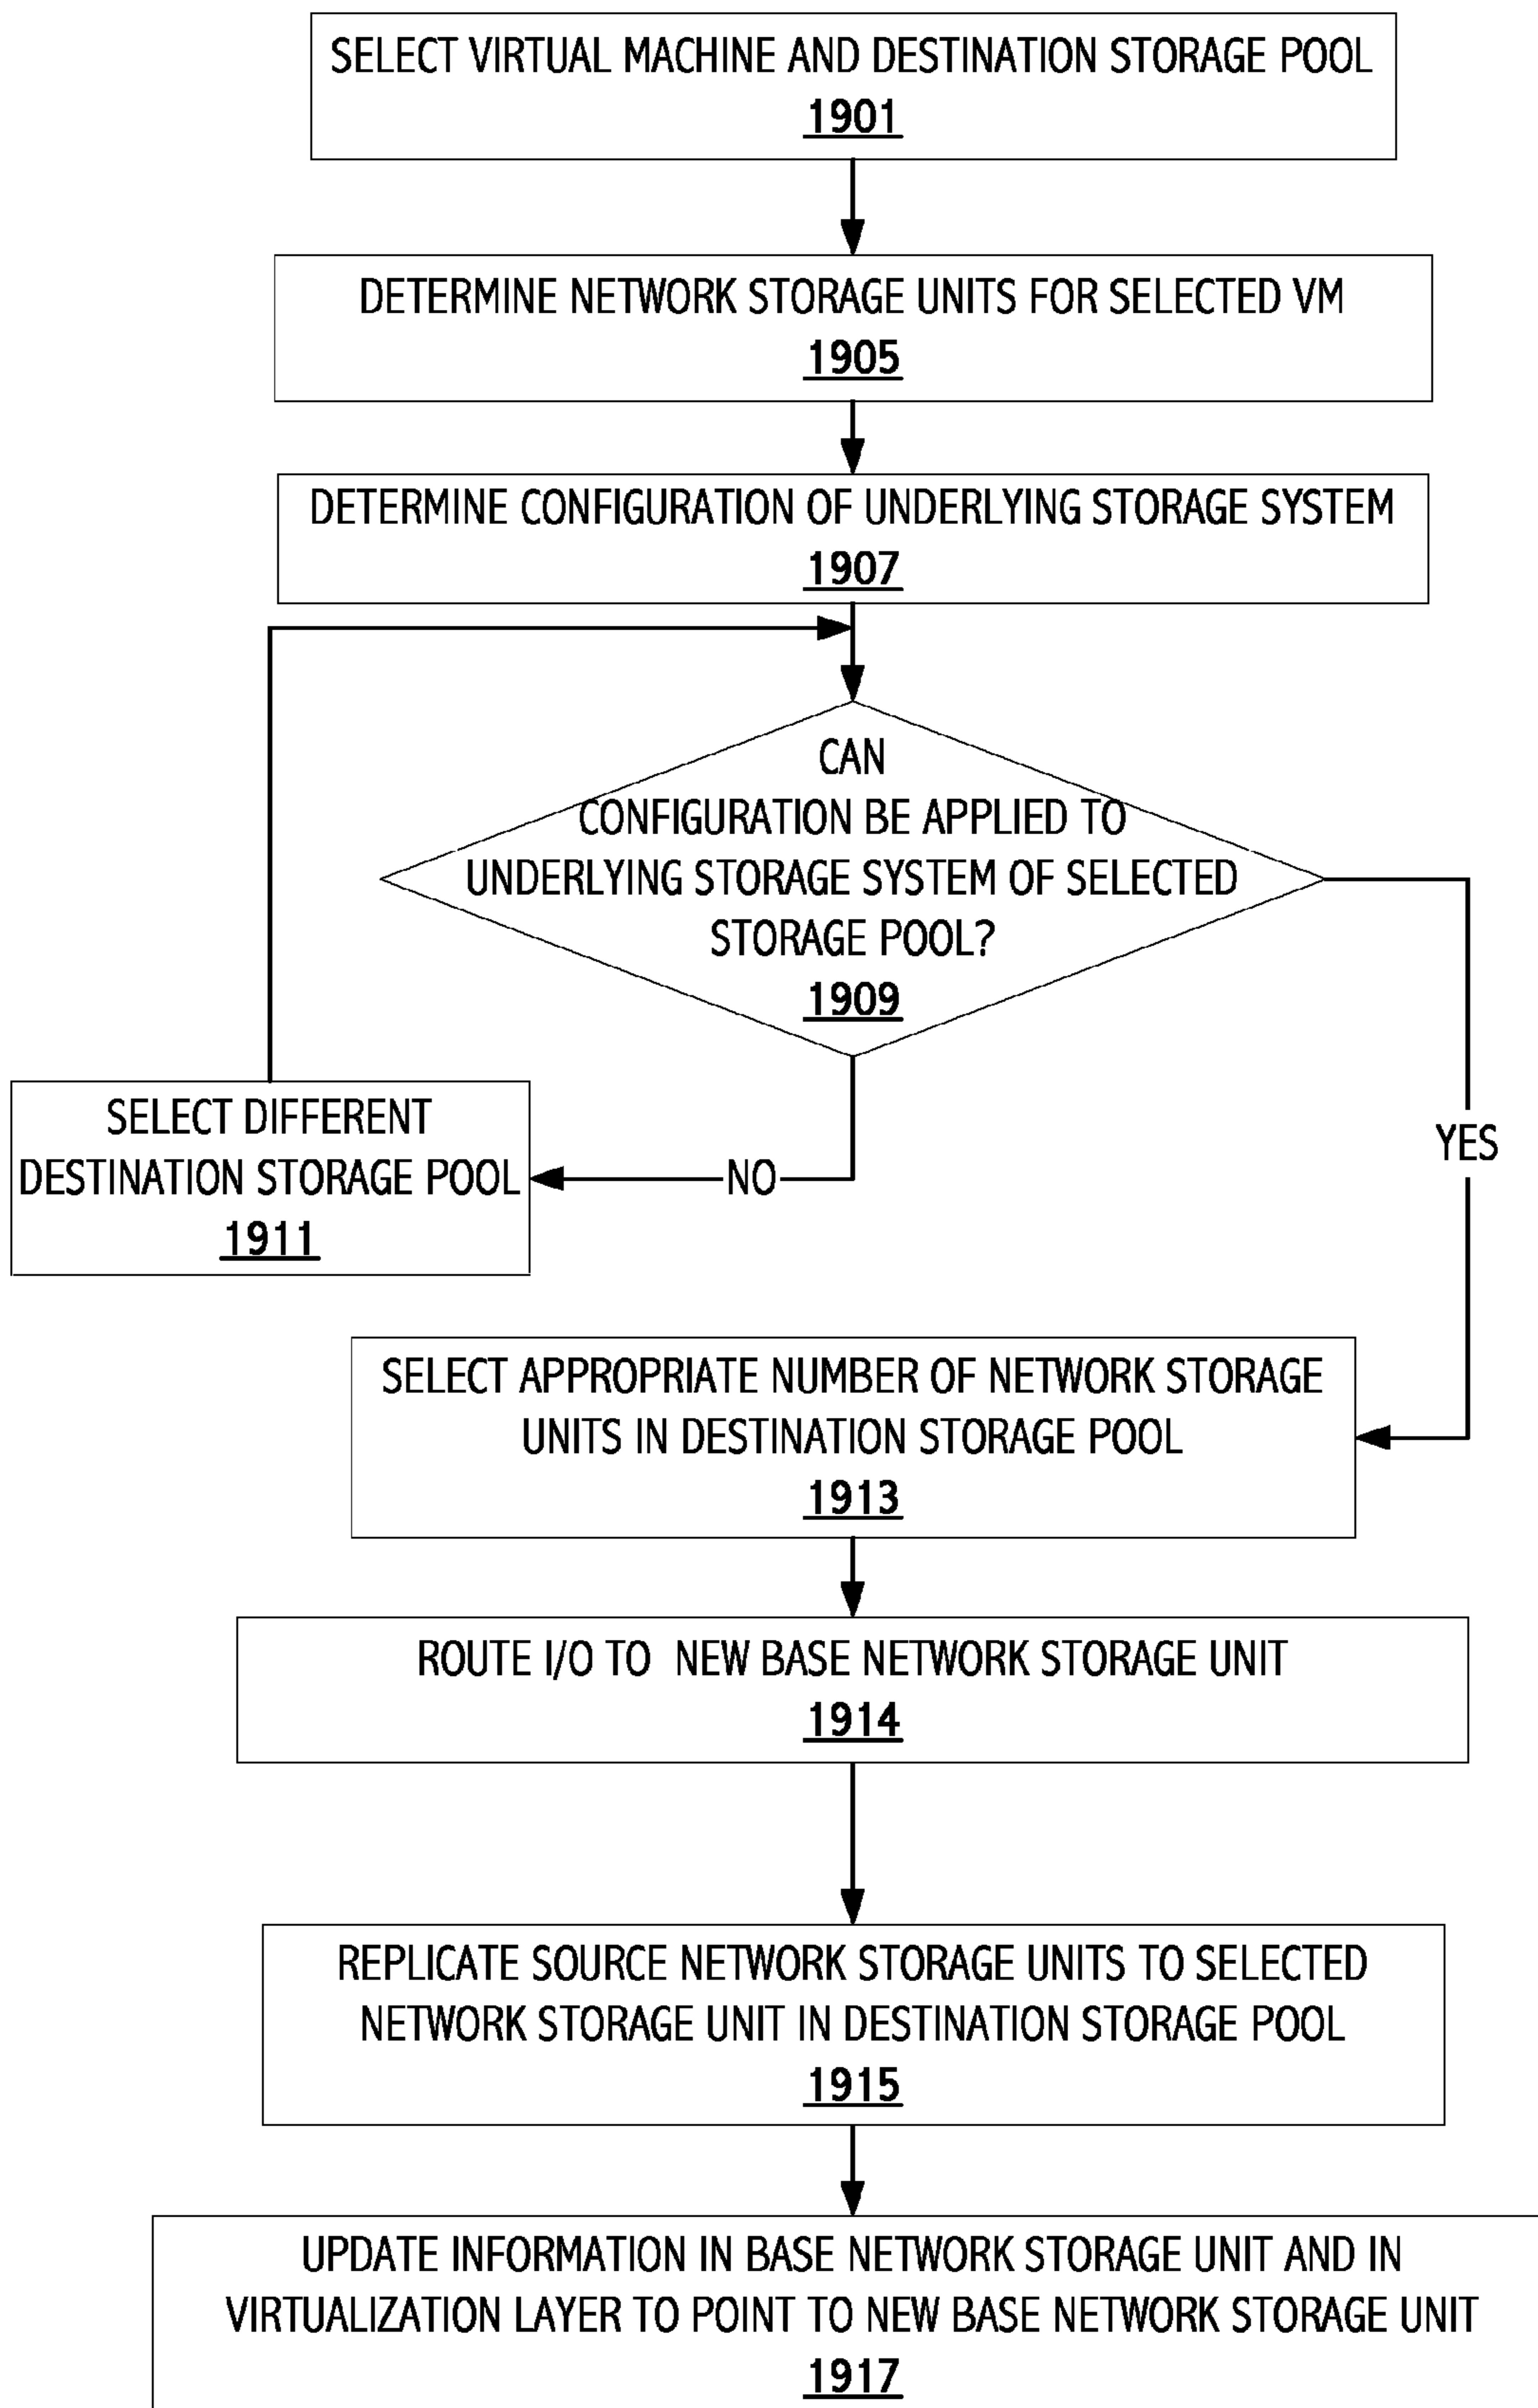 SELECT VIRTUAL MACHINE AND DESTINATION STORAGE POOL
1901
DETERMINE NETWORK STORAGE UNITS FOR SELECTED VM
1905
DETERMINE CONFIGURATION OF UNDERLYING STORAGE SYSTEM
1907
CAN
CONFIGURATION BE APPLIED TO
UNDERLYING STORAGE SYSTEM OF SELECTED
STORAGE POOL?
1909
SELECT DIFFERENT
DESTINATION STORAGE POOL
1911
NO
YES
SELECT APPROPRIATE NUMBER OF NETWORK STORAGE
UNITS IN DESTINATION STORAGE POOL
1913
ROUTE I/O TO NEW BASE NETWORK STORAGE UNIT
1914
REPLICATE SOURCE NETWORK STORAGE UNITS TO SELECTED
NETWORK STORAGE UNIT IN DESTINATION STORAGE POOL
1915
UPDATE INFORMATION IN BASE NETWORK STORAGE UNIT AND IN
VIRTUALIZATION LAYER TO POINT TO NEW BASE NETWORK STORAGE UNIT
1917